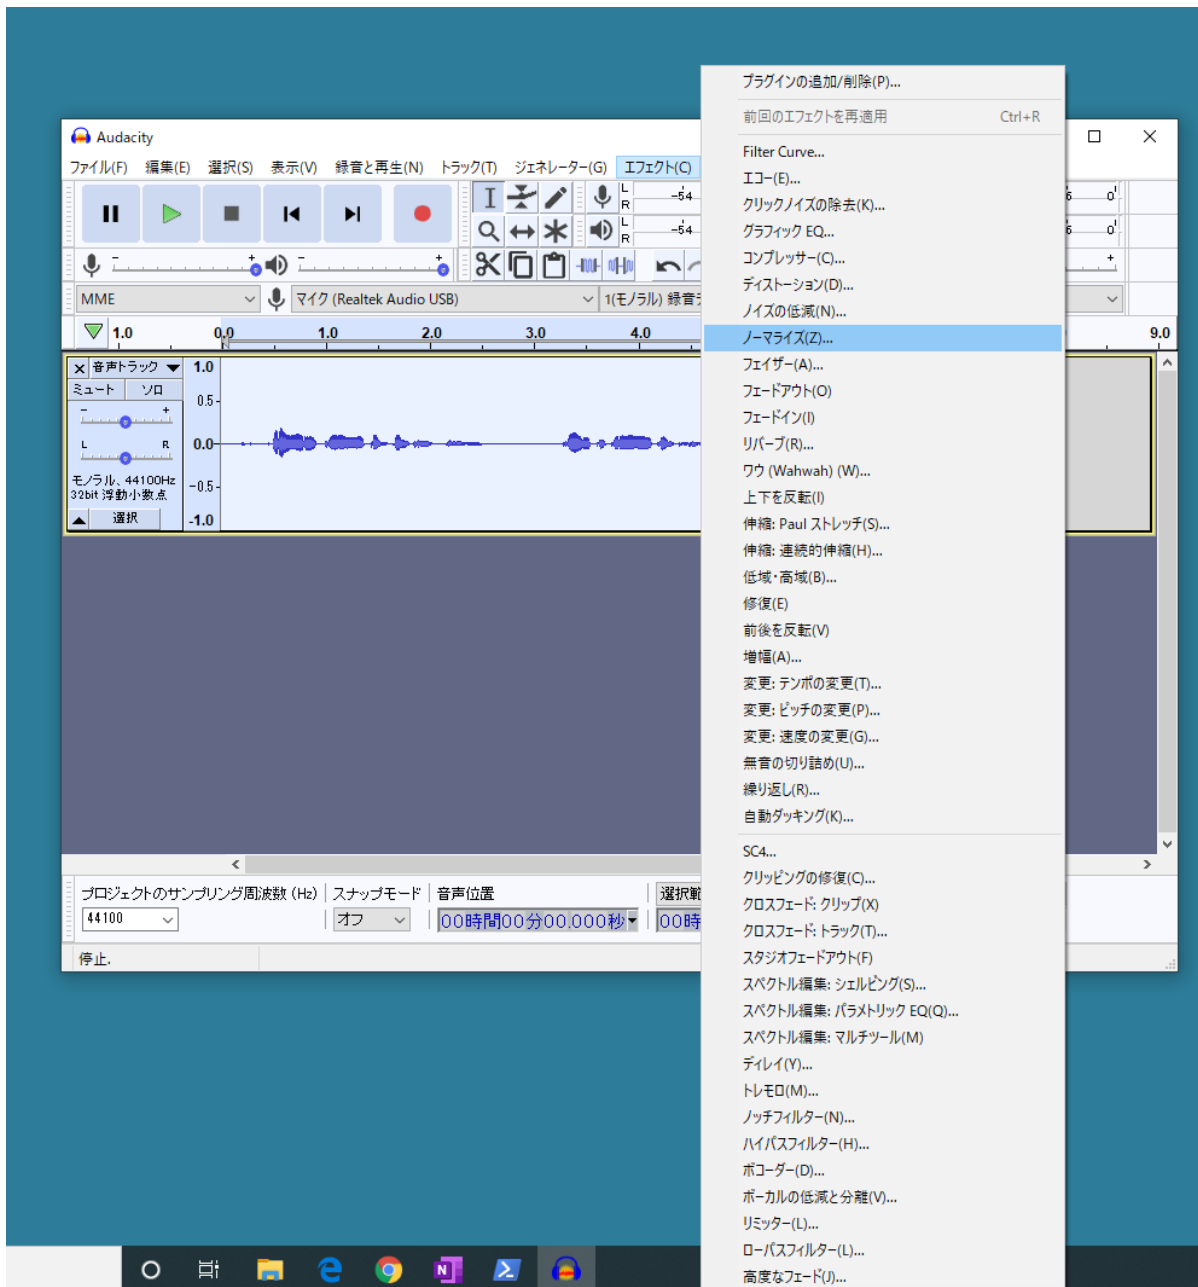 Audacity
ファイル(F) 編集(E) 選択(S) 表示(V) 録音と再生(N) トラック(T) ジェネレーター(G) エフェクト(C)
L
R
-54
6 0
L
R
-54
6 0
MME
マイク (Realtek Audio USB)
1(モノラル) 録音
1.0 0.0 1.0 2.0 3.0 4.0 9.0
× 音声トラック
ミュート ソロ
- +
L R
モノラル、44100Hz
32bit 浮動小数点
選択
1.0
0.5
0.0
-0.5
-1.0
プロジェクトのサンプリング周波数 (Hz) スナップモード 音声位置 選択範
44100 オフ 00時間00分00.000秒 00時
停止.
プラグインの追加/削除(P)...
前回のエフェクトを再適用 Ctrl+R
Filter Curve...
エコー(E)...
クリックノイズの除去(K)...
グラフィック EQ...
コンプレッサー(C)...
ディストーション(D)...
ノイズの低減(N)...
ノーマライズ(Z)...
フェイザー(A)...
フェードアウト(O)
フェードイン(I)
リバーブ(R)...
ワウ (Wahwah) (W)...
上下を反転(I)
伸縮: Paul ストレッチ(S)...
伸縮: 連続的伸縮(H)...
低域・高域(B)...
修復(E)
前後を反転(V)
増幅(A)...
変更: テンポの変更(T)...
変更: ピッチの変更(P)...
変更: 速度の変更(G)...
無音の切り詰め(U)...
繰り返し(R)...
自動ダッキング(K)...
SC4...
クリッピングの修復(C)...
クロスフェード: クリップ(X)
クロスフェード: トラック(T)...
スタジオフェードアウト(F)
スペクトル編集: シェルビング(S)...
スペクトル編集: パラメトリック EQ(Q)...
スペクトル編集: マルチツール(M)
ディレイ(Y)...
トレモロ(M)...
ノッチフィルター(N)...
ハイパスフィルター(H)...
ボコーダー(D)...
ボーカルの低減と分離(V)...
リミッター(L)...
ローパスフィルター(L)...
高度なフェード(J)...